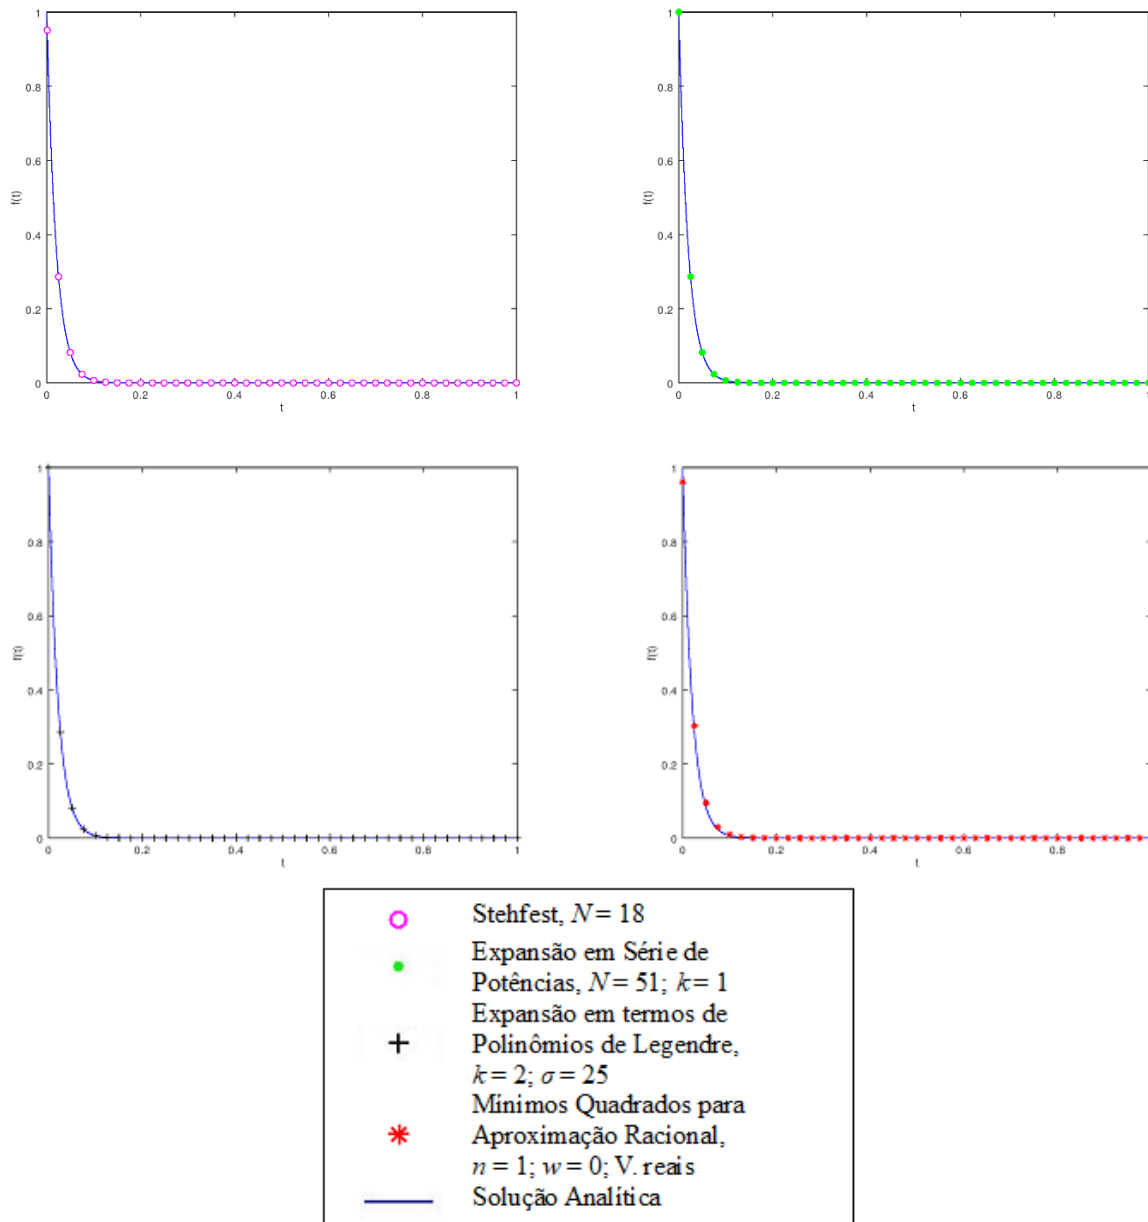 1
0.8
0.6
0.4
0.2
0
f(t)
0 0.2 0.4 0.6 0.8 1
t
1
0.8
0.6
0.4
0.2
0
f(t)
0 0.2 0.4 0.6 0.8 1
t
1
0.8
0.6
0.4
0.2
0
f(t)
0 0.2 0.4 0.6 0.8 1
t
1
0.8
0.6
0.4
0.2
0
f(t)
0 0.2 0.4 0.6 0.8
t
Stehfest, N = 18
Expansão em Série de
Potências, N = 51; k = 1
Expansão em termos de
Polinômios de Legendre,
k = 2; σ = 25
Mínimos Quadrados para
Aproximação Racional,
n = 1; w = 0; V. reais
Solução Analítica